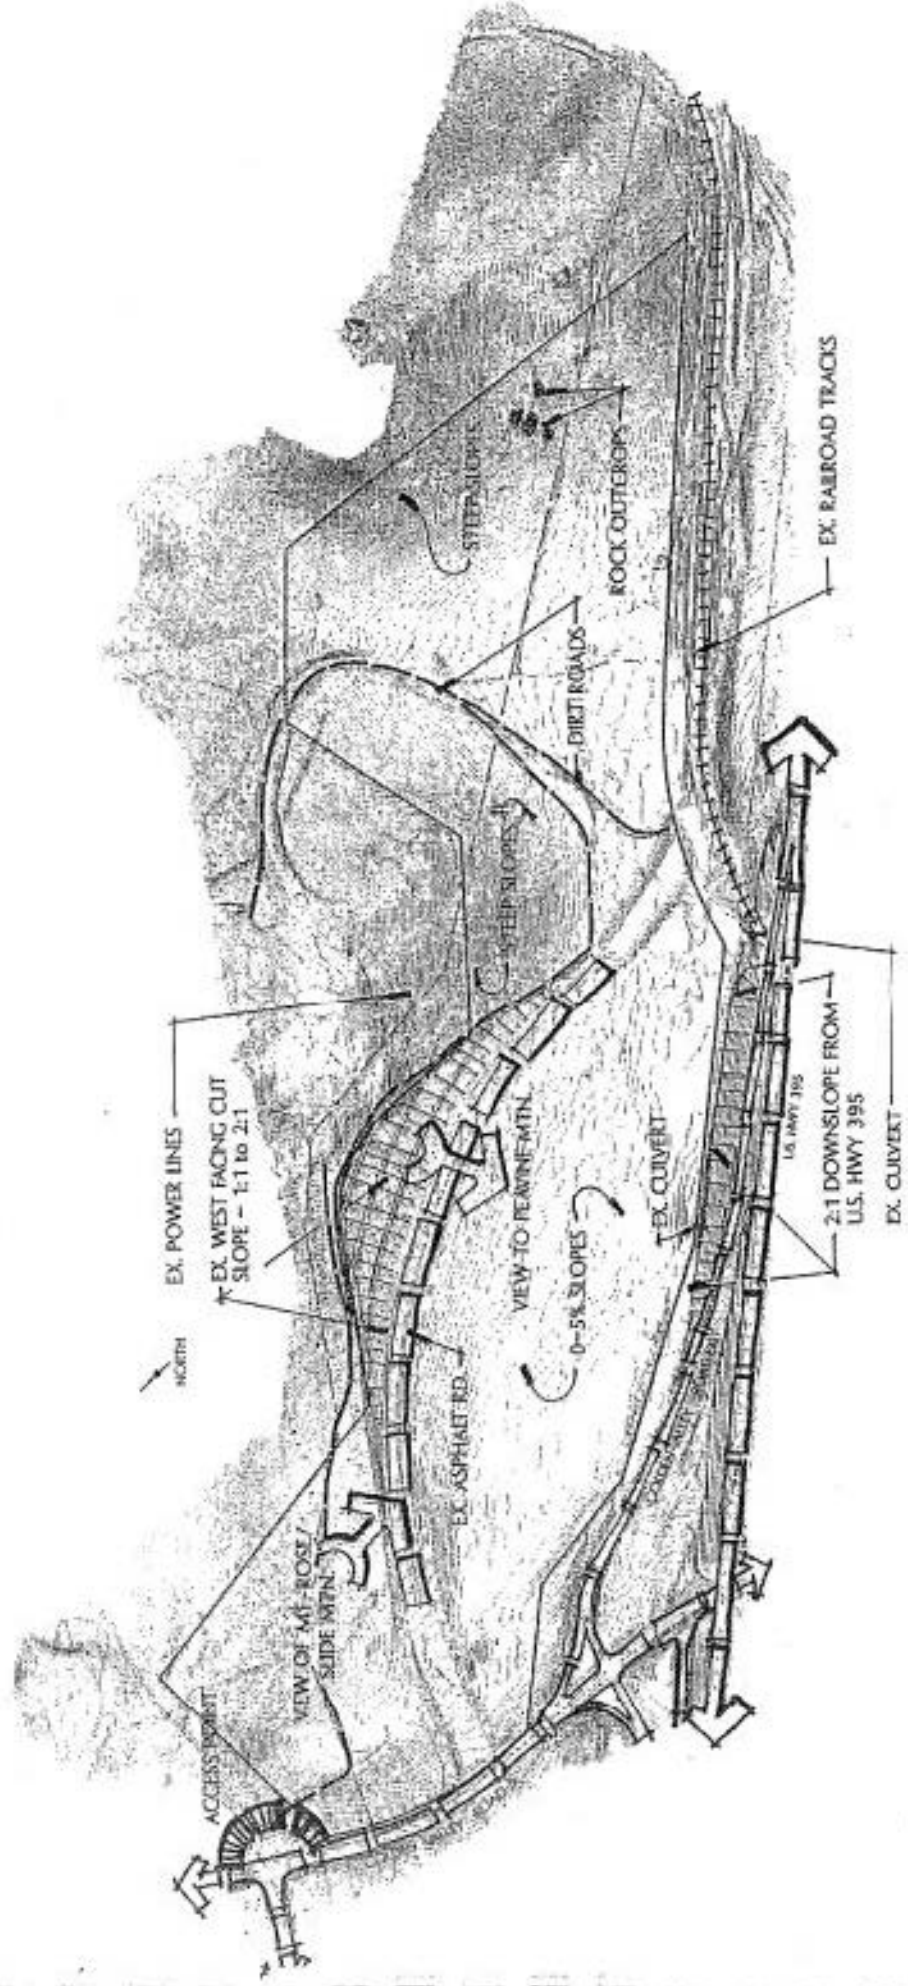 EX. POWER LINES
EX. WEST FACING CUT
SLOPE - 1:1 to 2:1
NORTH
ACCESS POINT
VIEW OF MT. ROSE/
SLIDE MTN.
EX. ASPHALT RD.
VIEW TO PEAVINE MTN.
0-5% SLOPES
EX. CULVERT
STEEP SLOPES
STEEP SLOPES
DIRT ROADS
ROCK OUTCROPS
EX. RAILROAD TRACKS
U.S. HWY 395
2:1 DOWNSLOPE FROM
U.S. HWY 395
EX. CULVERT